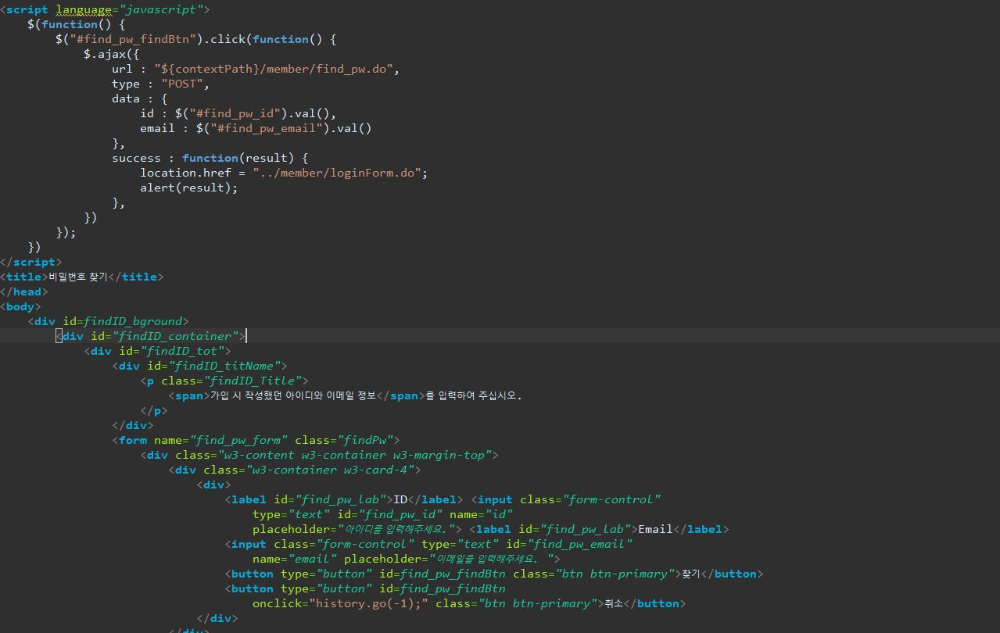 <script language="javascript">
$(function() {
$("#find_pw_findBtn").click(function() {
$.ajax({
url : "${contextPath}/member/find_pw.do",
type : "POST",
data : {
id : $("#find_pw_id").val(),
email : $("#find_pw_email").val()
},
success : function(result) {
location.href = "../member/loginForm.do";
alert(result);
},
})
});
})
</script>
<title>비밀번호 찾기</title>
</head>
<body>
<div id=findID_bground>
<div id="findID_container">
<div id="findID_tot">
<div id="findID_titName">
<p class="findID_Title">
<span>가입 시 작성했던 아이디와 이메일 정보</span>를 입력하여 주십시오.
</p>
</div>
<form name="find_pw_form" class="findPw">
<div class="w3-content w3-container w3-margin-top">
<div class="w3-container w3-card-4">
<div>
<label id="find_pw_lab">ID</label> <input class="form-control"
type="text" id="find_pw_id" name="id"
placeholder="아이디를 입력해주세요."> <label id="find_pw_lab">Email</label>
<input class="form-control" type="text" id="find_pw_email"
name="email" placeholder="이메일을 입력해주세요. ">
<button type="button" id=find_pw_findBtn class="btn btn-primary">찾기</button>
<button type="button" id=find_pw_findBtn
onclick="history.go(-1);" class="btn btn-primary">취소</button>
</div>
</div>